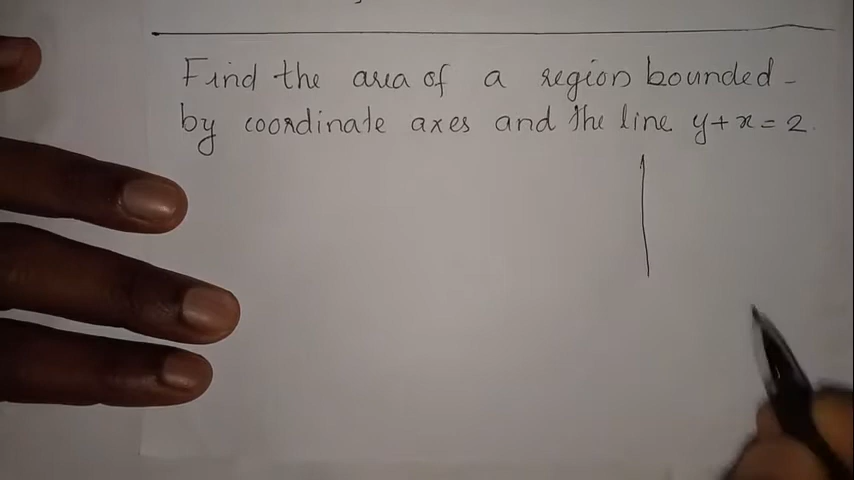 Find the area of a region bounded -
by coordinate axes and the line y+x=2.